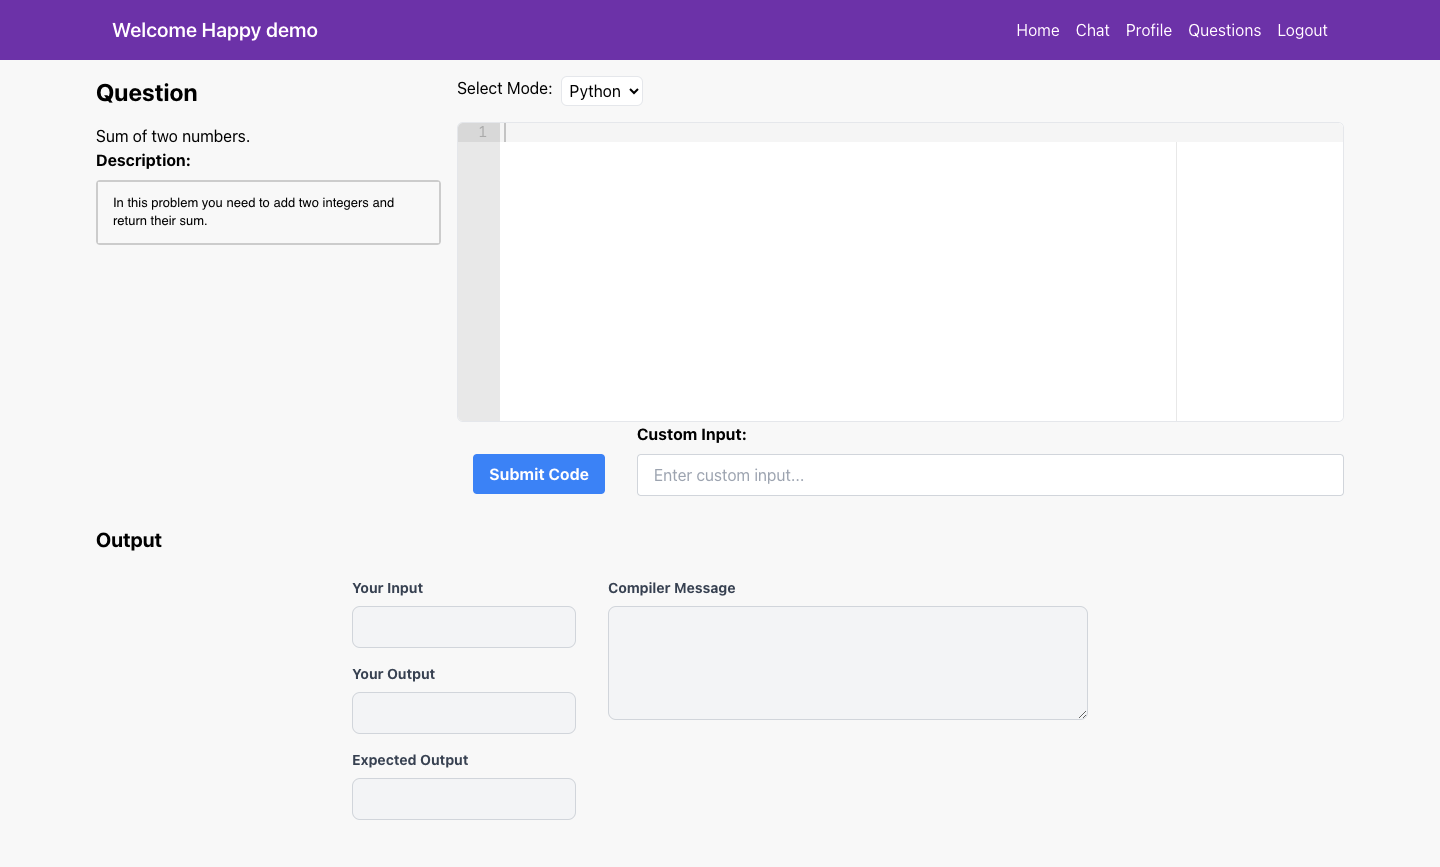 Welcome Happy demo
Home Chat Profile Questions Logout
Question
Sum of two numbers.
Description:
In this problem you need to add two integers and
return their sum.
Select Mode: Python
1
Custom Input:
Submit Code
Enter custom input...
Output
Your Input
Compiler Message
Your Output
Expected Output